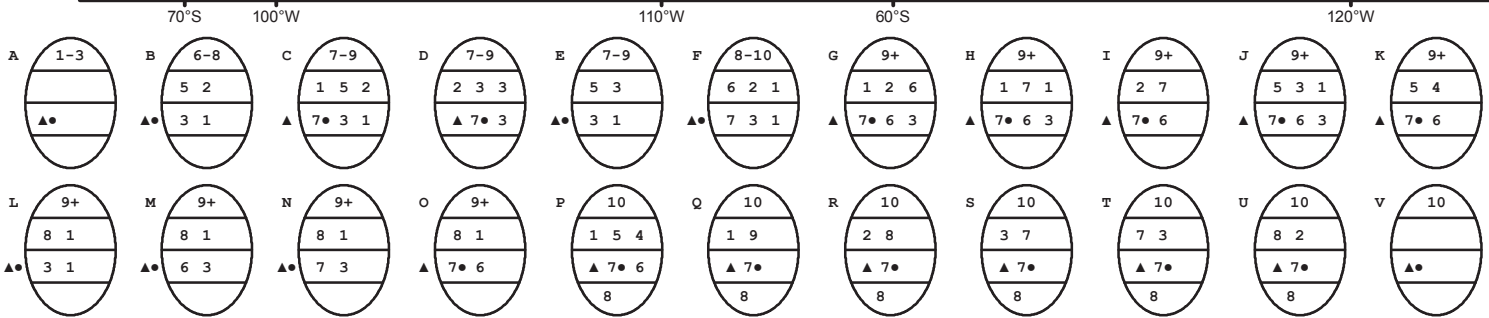 70°S 100°W 110°W 60°S 120°W
A 1-3 B 6-8 C 7-9 D 7-9 E 7-9 F 8-10 G 9+ H 9+ I 9+ J 9+ K 9+
5 2 1 5 2 2 3 3 5 3 6 2 1 1 2 6 1 7 1 2 7 5 3 1 5 4
▲● ▲● 3 1 ▲ 7● 3 1 ▲ 7● 3 ▲● 3 1 ▲● 7 3 1 ▲ 7● 6 3 ▲ 7● 6 3 ▲ 7● 6 ▲ 7● 6 3 ▲ 7● 6
L 9+ M 9+ N 9+ O 9+ P 10 Q 10 R 10 S 10 T 10 U 10 V 10
8 1 8 1 8 1 8 1 1 5 4 1 9 2 8 3 7 7 3 8 2
▲● 3 1 ▲● 6 3 ▲● 7 3 ▲ 7● 6 ▲ 7● 6 ▲ 7● ▲ 7● ▲ 7● ▲ 7● ▲ 7● ▲●
8 8 8 8 8 8